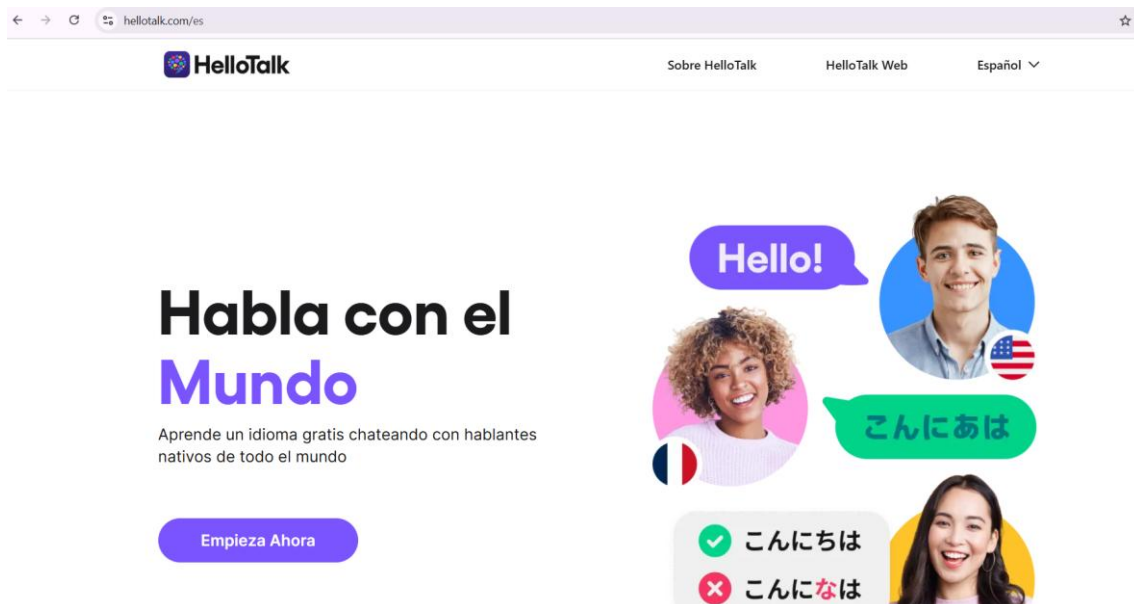 hellotalk.com/es
HelloTalk
Sobre HelloTalk
HelloTalk Web
Español
Habla con el
Mundo
Aprende un idioma gratis chateando con hablantes
nativos de todo el mundo
Empieza Ahora
Hello!
こんにあは
こんにちは
こんになは